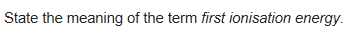 State the meaning of the term first ionisation energy.